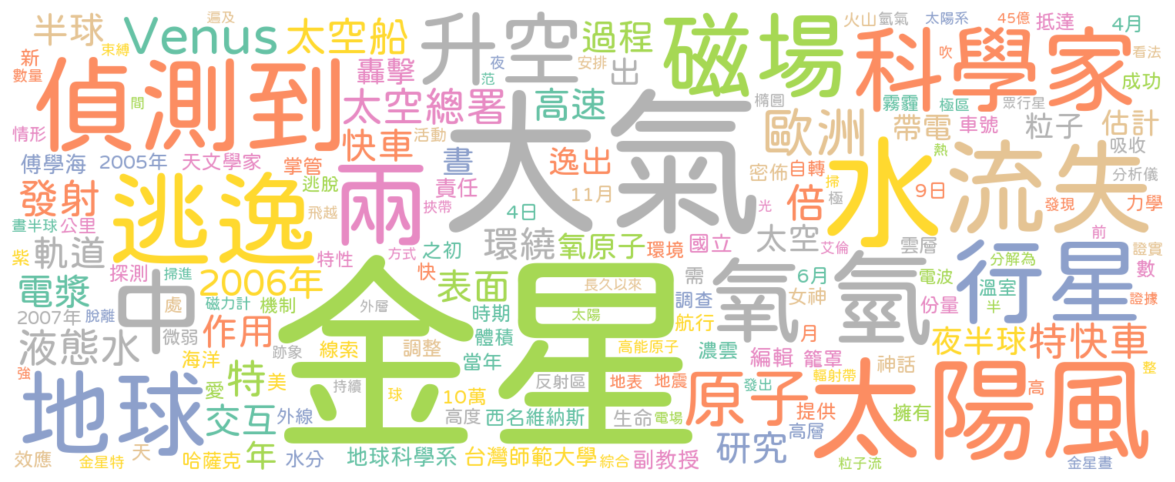 遍及
半球
Venus
太空船
升空
過程
磁場
科學家
火山
氫氣
太陽系
45億
抵達
4月
新
數量
束縛
偵測到
轟擊
夜
范
安排
出
吹
看法
成功
間
太空總署
高速
橢圓
霧霾
極區
眾行星
情形
快車
活動
大氣
歐洲
帶電
車號
粒子
估計
吸收
傅學海
2005年
天文學家
掌管
晝
逸出
密佈
自轉
掃
熱
分析儀
發射
逃逸
逃脫
兩
責任
11月
倍
極
水
流失
9日
發現
力學
晝半球
公里
飛越
挾帶
4日
光
前
紫
軌道
特性
方式
之初
環繞
氧原子
環境
國立
太空
艾倫
雲層
證實
探測
掃進
2006年
快
表面
需
氧
氫
6月
電波
分解為
數
電漿
中
處
磁力計
機制
外層
金星
長久以來
調查
女神
份量
溫室
半
證據
行星
2007年
脫離
作用
時期
太陽
航行
月
液態水
微弱
跡象
線索
調整
體積
高能原子
濃雲
編輯
籠罩
夜半球
特快車
強
海洋
當年
神話
整
地球
愛
特
美
持續
球
10萬
反射區
地表
地震
發出
輻射帶
高
原子
太陽風
交互
外線
高度
西名維納斯
生命
電場
提供
擁有
效應
天
研究
高層
金星特
哈薩克
年
水分
地球科學系
台灣師範大學
綜合
副教授
粒子流
金星晝